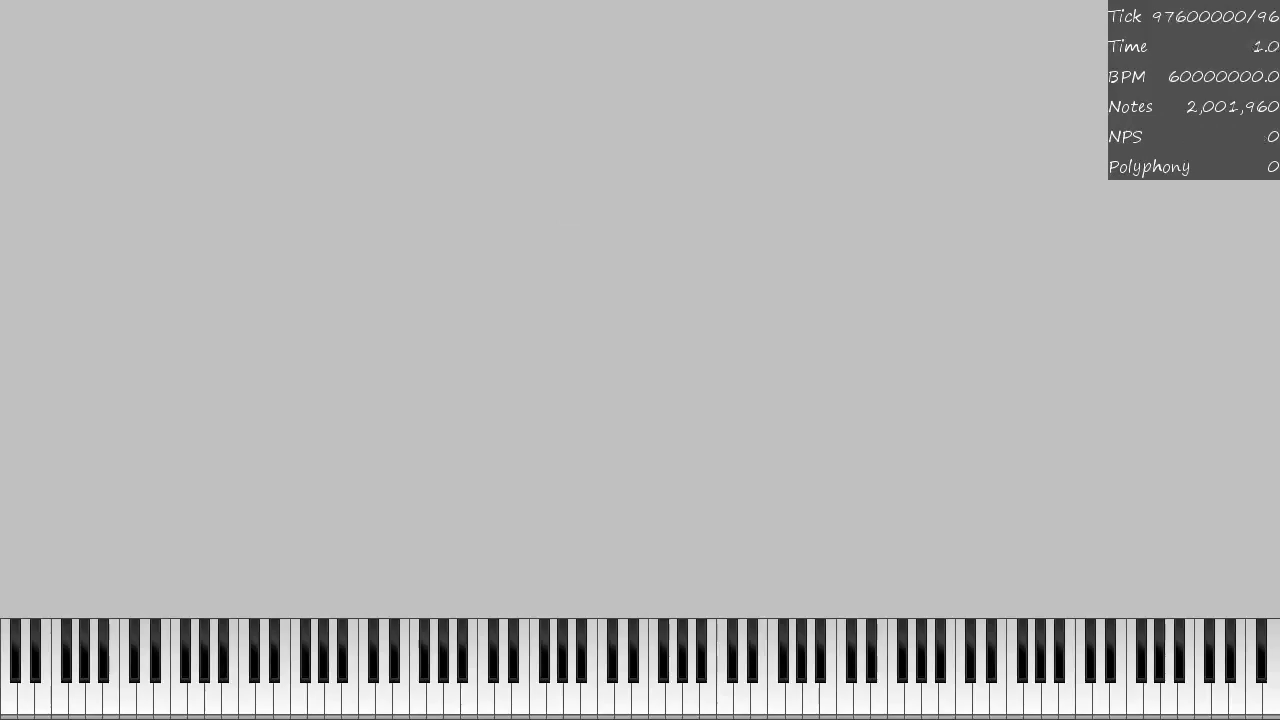 Tick 97600000/96
Time 1.0
BPM 60000000.0
Notes 2,001,960
NPS 0
Polyphony 0